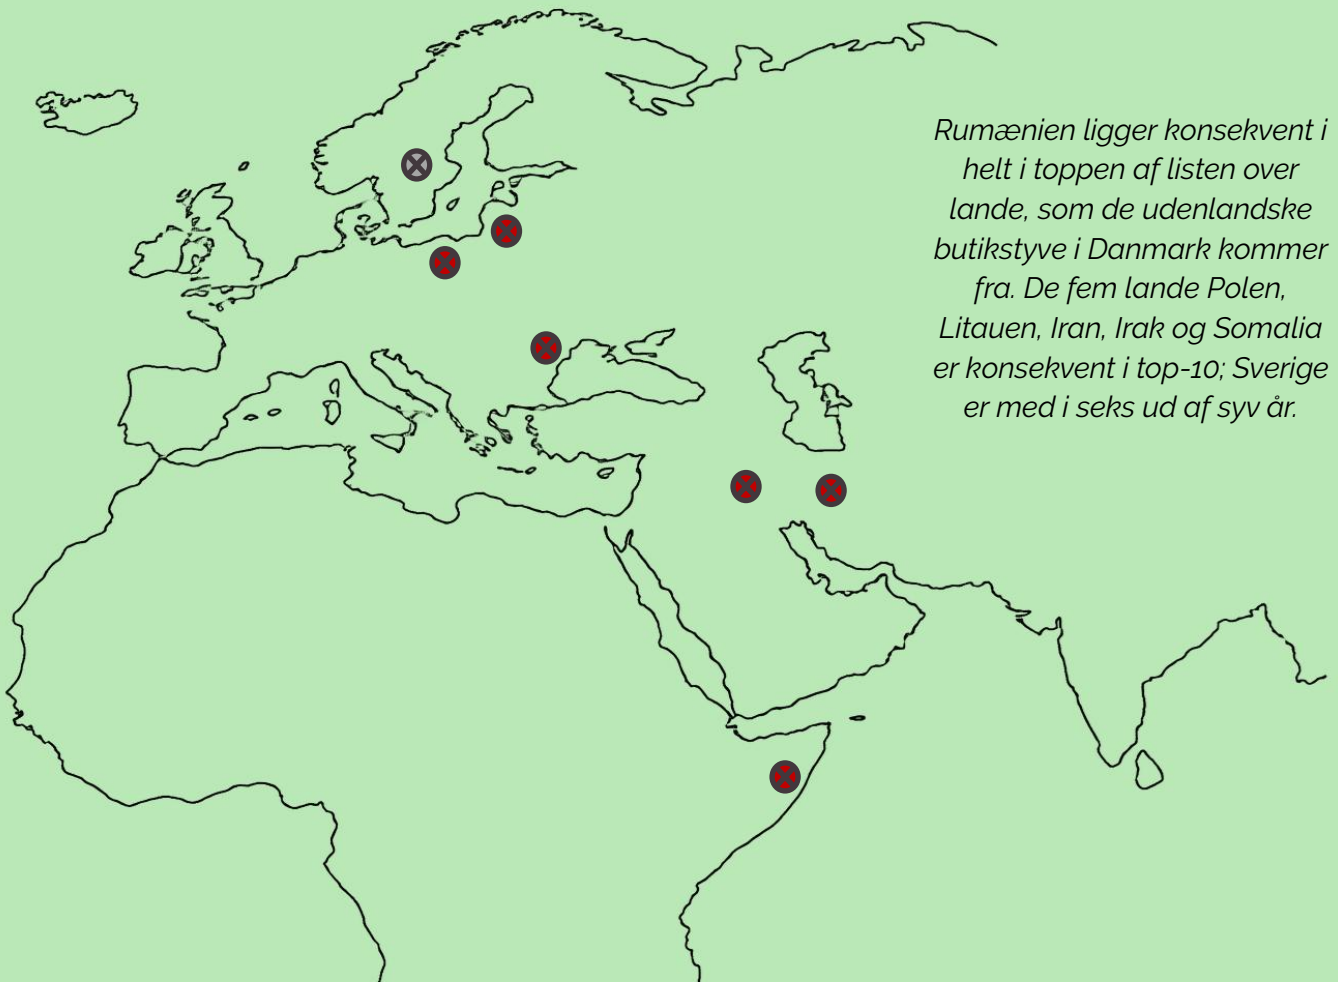 Rumænien ligger konsekvent i
helt i toppen af listen over
lande, som de udenlandske
butikstyve i Danmark kommer
fra. De fem lande Polen,
Litauen, Iran, Irak og Somalia
er konsekvent i top-10; Sverige
er med i seks ud af syv år.